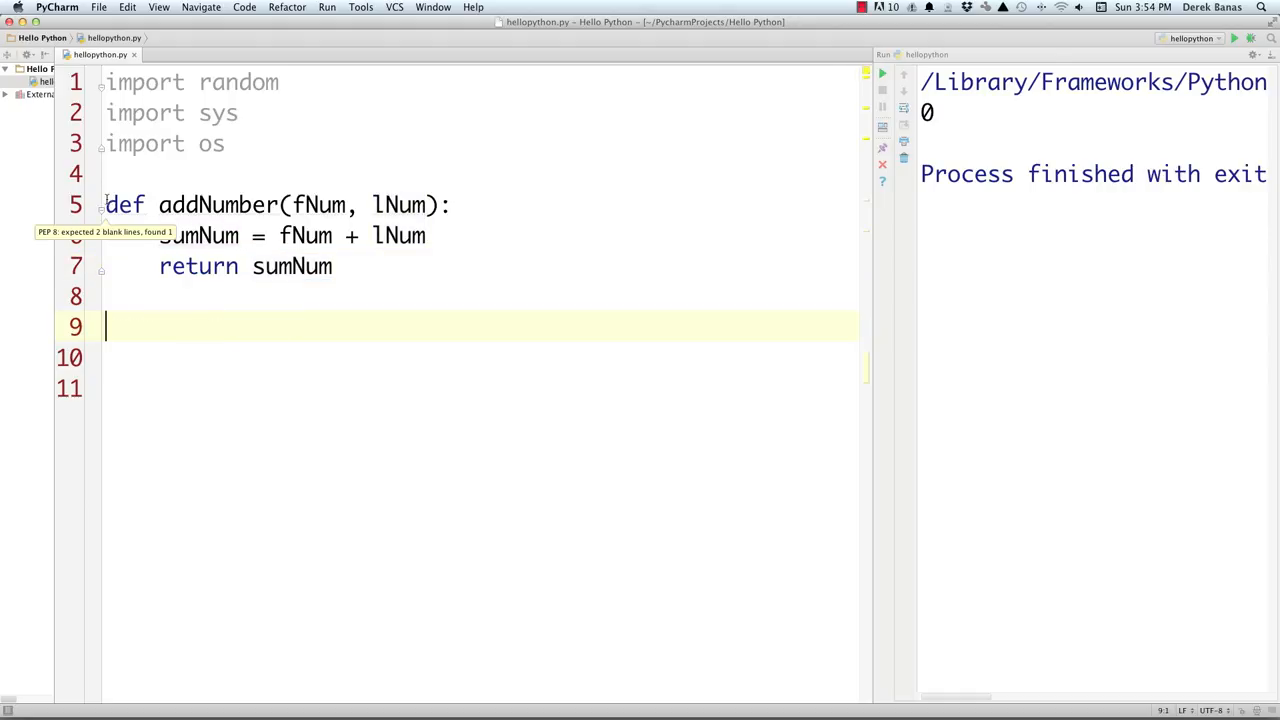 PyCharm File Edit View Navigate Code Refactor Run Tools VCS Window Help 10 Sun 3:54 PM Derek Banas
hellopython.py - Hello Python - [~/PycharmProjects/Hello Python]
Hello Python hellopython.py hellopython
hellopython.py Run hellopython
Hello P
hell
Externa
1 import random
2 import sys
3 import os
4
5 def addNumber(fNum, lNum):
PEP 8: expected 2 blank lines, found 1
sumNum = fNum + lNum
7 return sumNum
8
9
10
11
/Library/Frameworks/Python
0
Process finished with exit
9:1 LF UTF-8